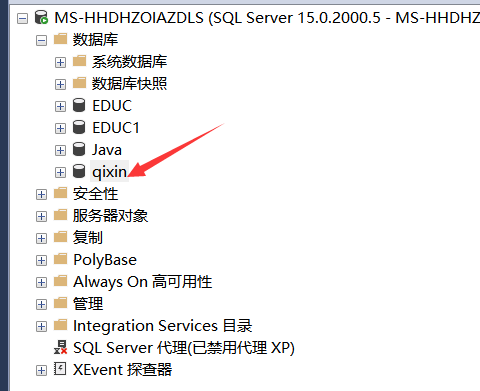 MS-HHDHZOIAZDLS (SQL Server 15.0.2000.5 - MS-HHDHZ
数据库
系统数据库
数据库快照
EDUC
EDUC1
Java
qixin
安全性
服务器对象
复制
PolyBase
Always On 高可用性
管理
Integration Services 目录
SQL Server 代理(已禁用代理 XP)
XEvent 探查器